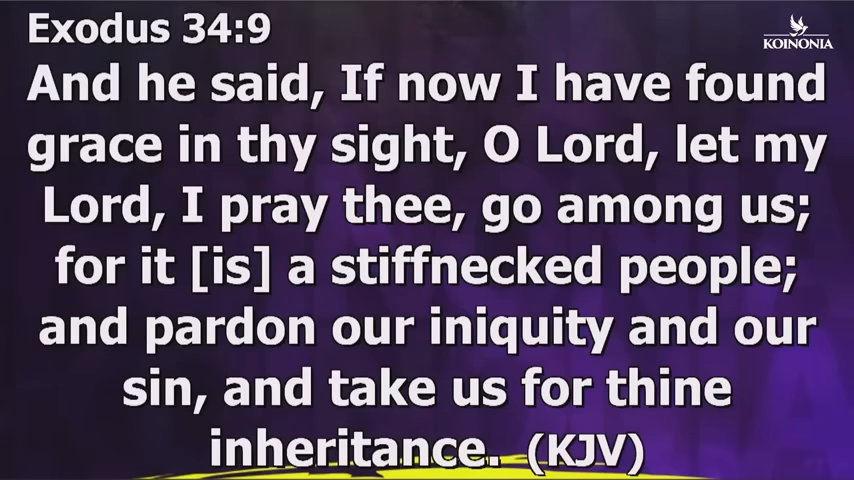 Exodus 34:9
KOINONIA
And he said, If now I have found
grace in thy sight, O Lord, let my
Lord, I pray thee, go among us;
for it [is] a stiffnecked people;
and pardon our iniquity and our
sin, and take us for thine
inheritance. (KJV)